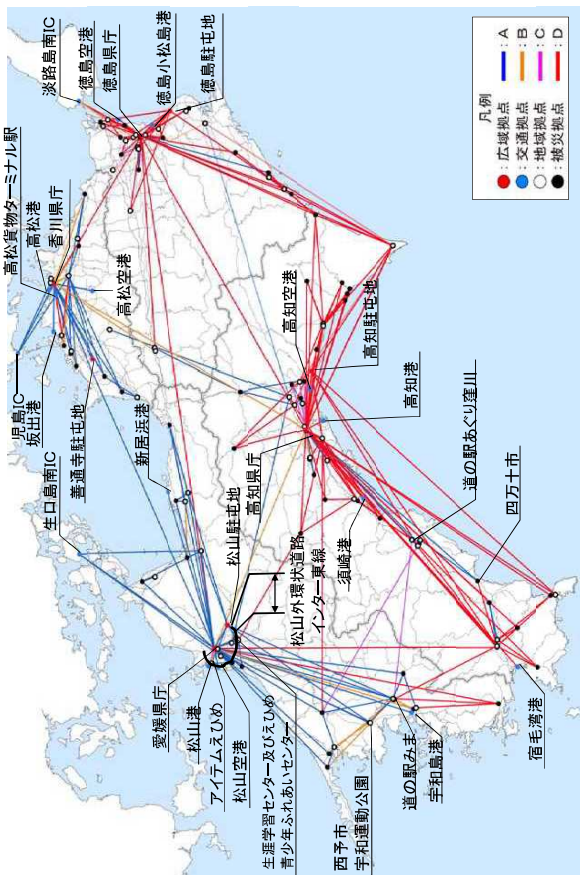 淡路島南IC
徳島空港
徳島県庁
徳島小松島港
徳島駐屯地
高松貨物ターミナル駅
高松港
香川県庁
高松空港
児島IC
坂出港
善通寺駐屯地
生口島南IC
新居浜港
高知空港
高知駐屯地
高知港
高知県庁
松山駐屯地
松山外環状道路
インター東線
須崎港
道の駅あぐり窪川
四万十市
愛媛県庁
松山港
アイテムえひめ
松山空港
生涯学習センター及びえひめ
青少年ふれあいセンター
西予市
宇和運動公園
道の駅みま
宇和島港
宿毛湾港
凡例
:広域拠点
:交通拠点
:地域拠点
:被災拠点
:A
:B
:C
:D